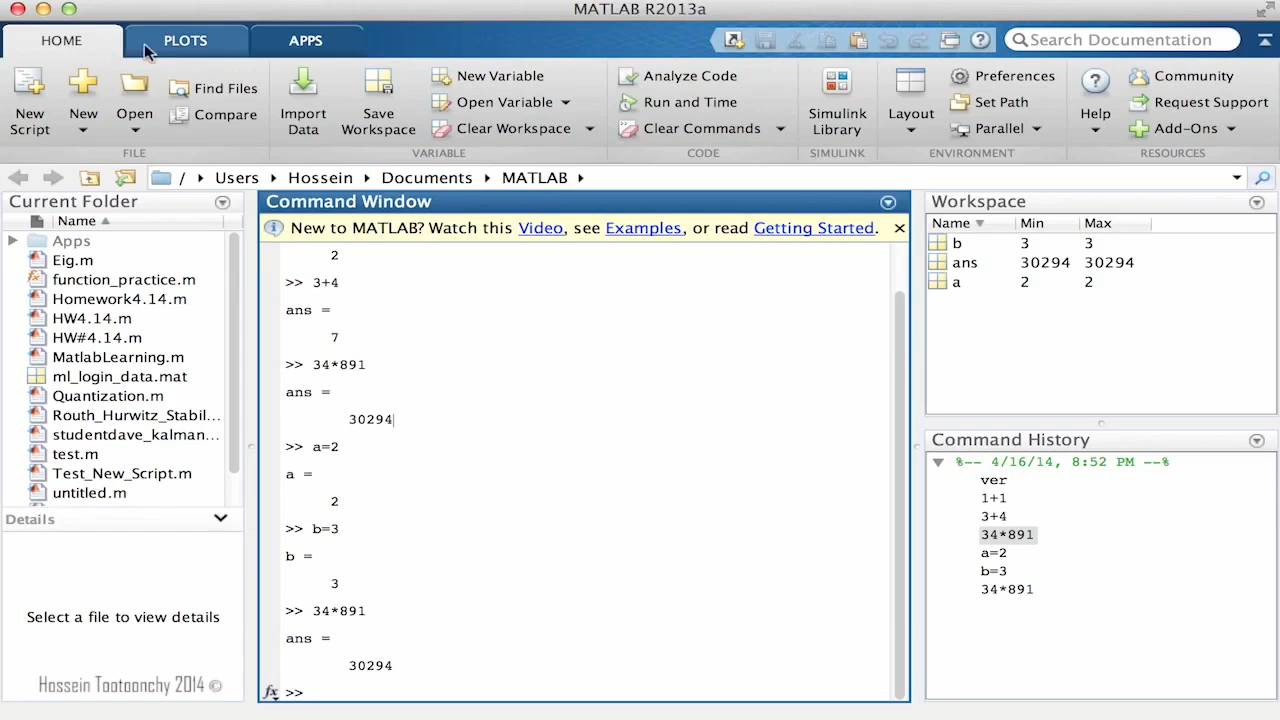 MATLAB R2013a
HOME PLOTS APPS
Search Documentation
New Script
New
Open
Find Files
Compare
FILE
Import Data
Save Workspace
New Variable
Open Variable
Clear Workspace
VARIABLE
Analyze Code
Run and Time
Clear Commands
CODE
Simulink Library
SIMULINK
Layout
Preferences
Set Path
Parallel
ENVIRONMENT
Help
Community
Request Support
Add-Ons
RESOURCES
/ Users Hossein Documents MATLAB
Current Folder
Name
Apps
Eig.m
function_practice.m
Homework4.14.m
HW4.14.m
HW#4.14.m
MatlabLearning.m
ml_login_data.mat
Quantization.m
Routh_Hurwitz_Stabil...
studentdave_kalman...
test.m
Test_New_Script.m
untitled.m
Details
Select a file to view details
Hossein Tootoonchy 2014 ©
Command Window
New to MATLAB? Watch this Video, see Examples, or read Getting Started.
2
>> 3+4
ans =
7
>> 34*891
ans =
30294
>> a=2
a =
2
>> b=3
b =
3
>> 34*891
ans =
30294
fx >>
Workspace
Name Min Max
b 3 3
ans 30294 30294
a 2 2
Command History
%-- 4/16/14, 8:52 PM --%
ver
1+1
3+4
34*891
a=2
b=3
34*891